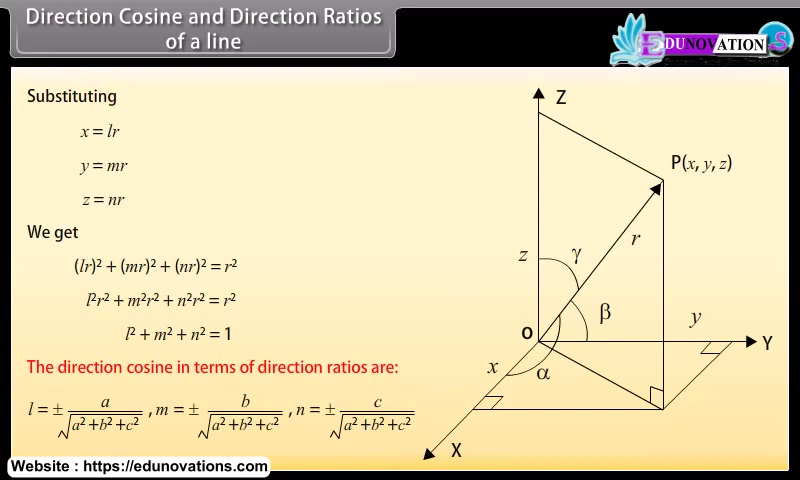 Direction Cosine and Direction Ratios
of a line
EDUNOVATIONS
Substituting
x = lr
y = mr
z = nr
We get
(lr)² + (mr)² + (nr)² = r²
l²r² + m²r² + n²r² = r²
l² + m² + n² = 1
The direction cosine in terms of direction ratios are:
l = ± a/√(a²+b²+c²) , m = ± b/√(a²+b²+c²) , n = ± c/√(a²+b²+c²)
Z
P(x, y, z)
r
z
γ
β
y
O
Y
x
α
X
Website : https://edunovations.com